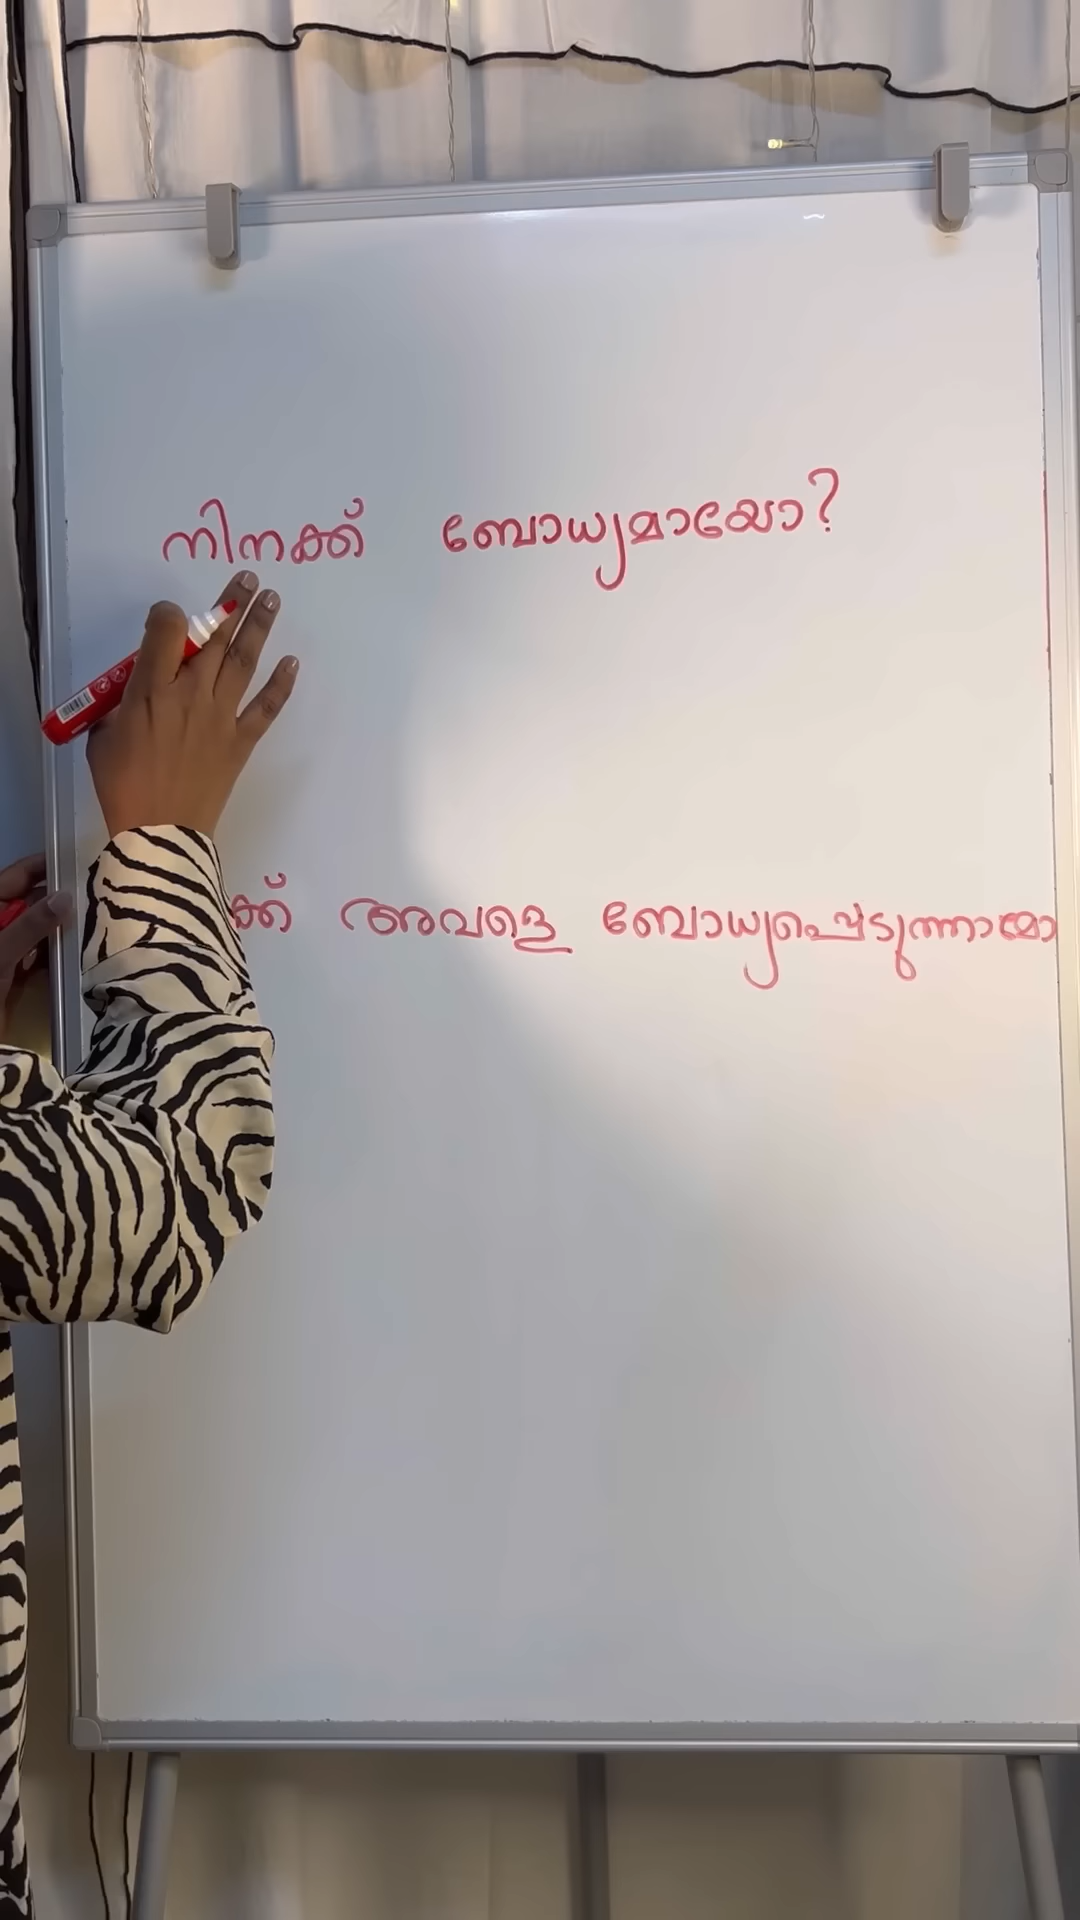 നിനക്ക് ബോധ്യമായോ?
ക്ക് അവളെ ബോധ്യപ്പെടുത്താമോ